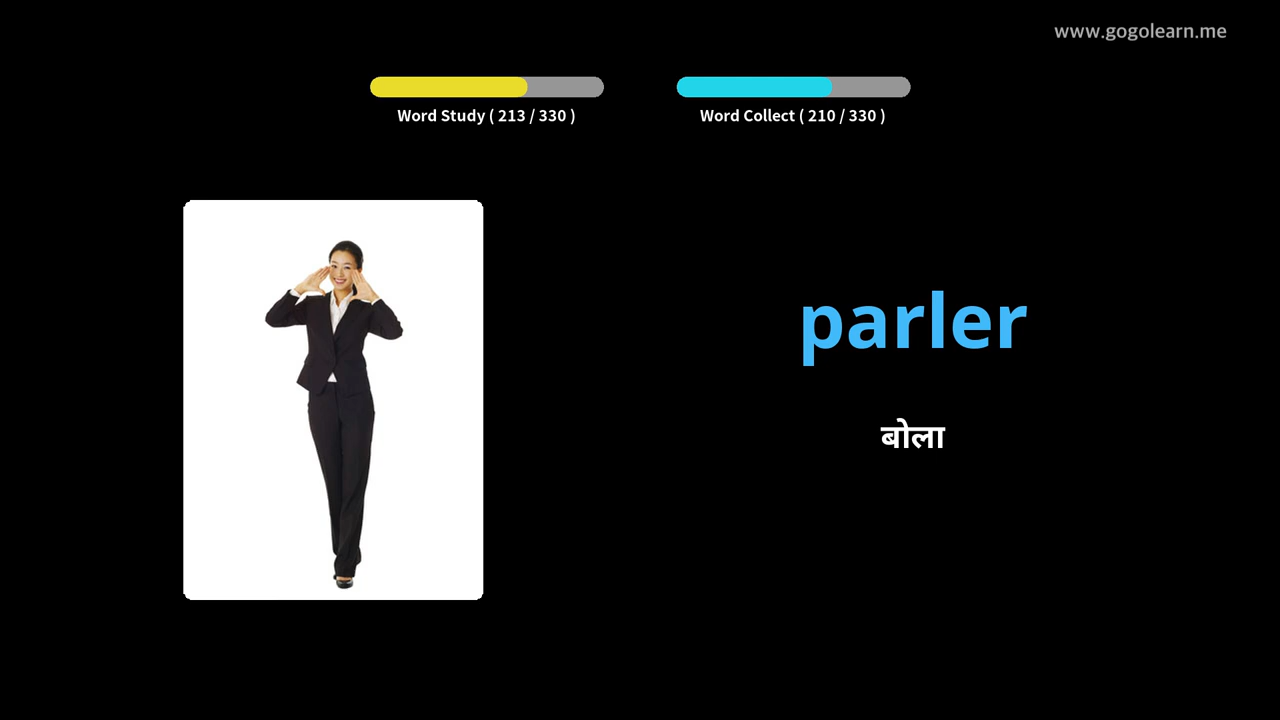 www.gogolearn.me
Word Study ( 213 / 330 )
Word Collect ( 210 / 330 )
parler
बोला